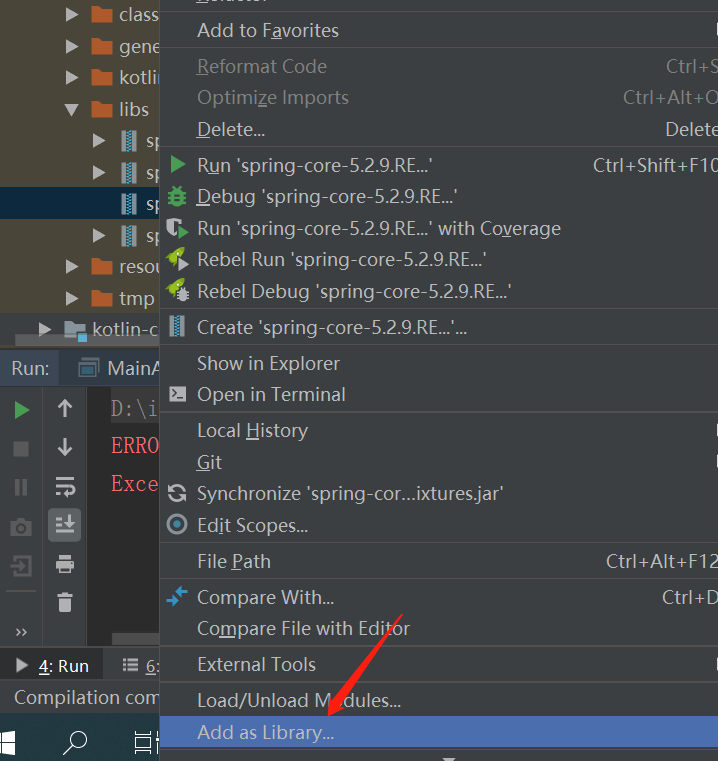 Add to Favorites
Reformat Code Ctrl+S
Optimize Imports Ctrl+Alt+O
Delete... Delete
Run 'spring-core-5.2.9.RE...' Ctrl+Shift+F10
Debug 'spring-core-5.2.9.RE...'
Run 'spring-core-5.2.9.RE...' with Coverage
Rebel Run 'spring-core-5.2.9.RE...'
Rebel Debug 'spring-core-5.2.9.RE...'
Create 'spring-core-5.2.9.RE...'...
Show in Explorer
Open in Terminal
Local History
Git
Synchronize 'spring-cor...ixtures.jar'
Edit Scopes...
File Path Ctrl+Alt+F12
Compare With... Ctrl+D
Compare File with Editor
External Tools
Load/Unload Modules...
Add as Library...
class
gene
kotlin
libs
sp
sp
sp
sp
resou
tmp
kotlin-c
Run: MainA
D:\i
ERRO
Exce
4: Run 6:
Compilation com